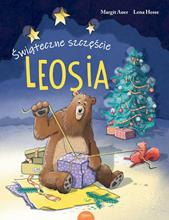 Margit Auer Lena Hesse
Świąteczne szczęście
LEOSIA